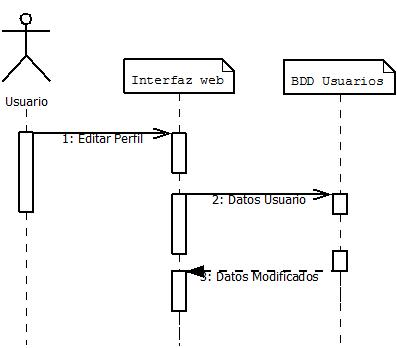 Interfaz web
BDD Usuarios
Usuario
1: Editar Perfil
2: Datos Usuario
3: Datos Modificados